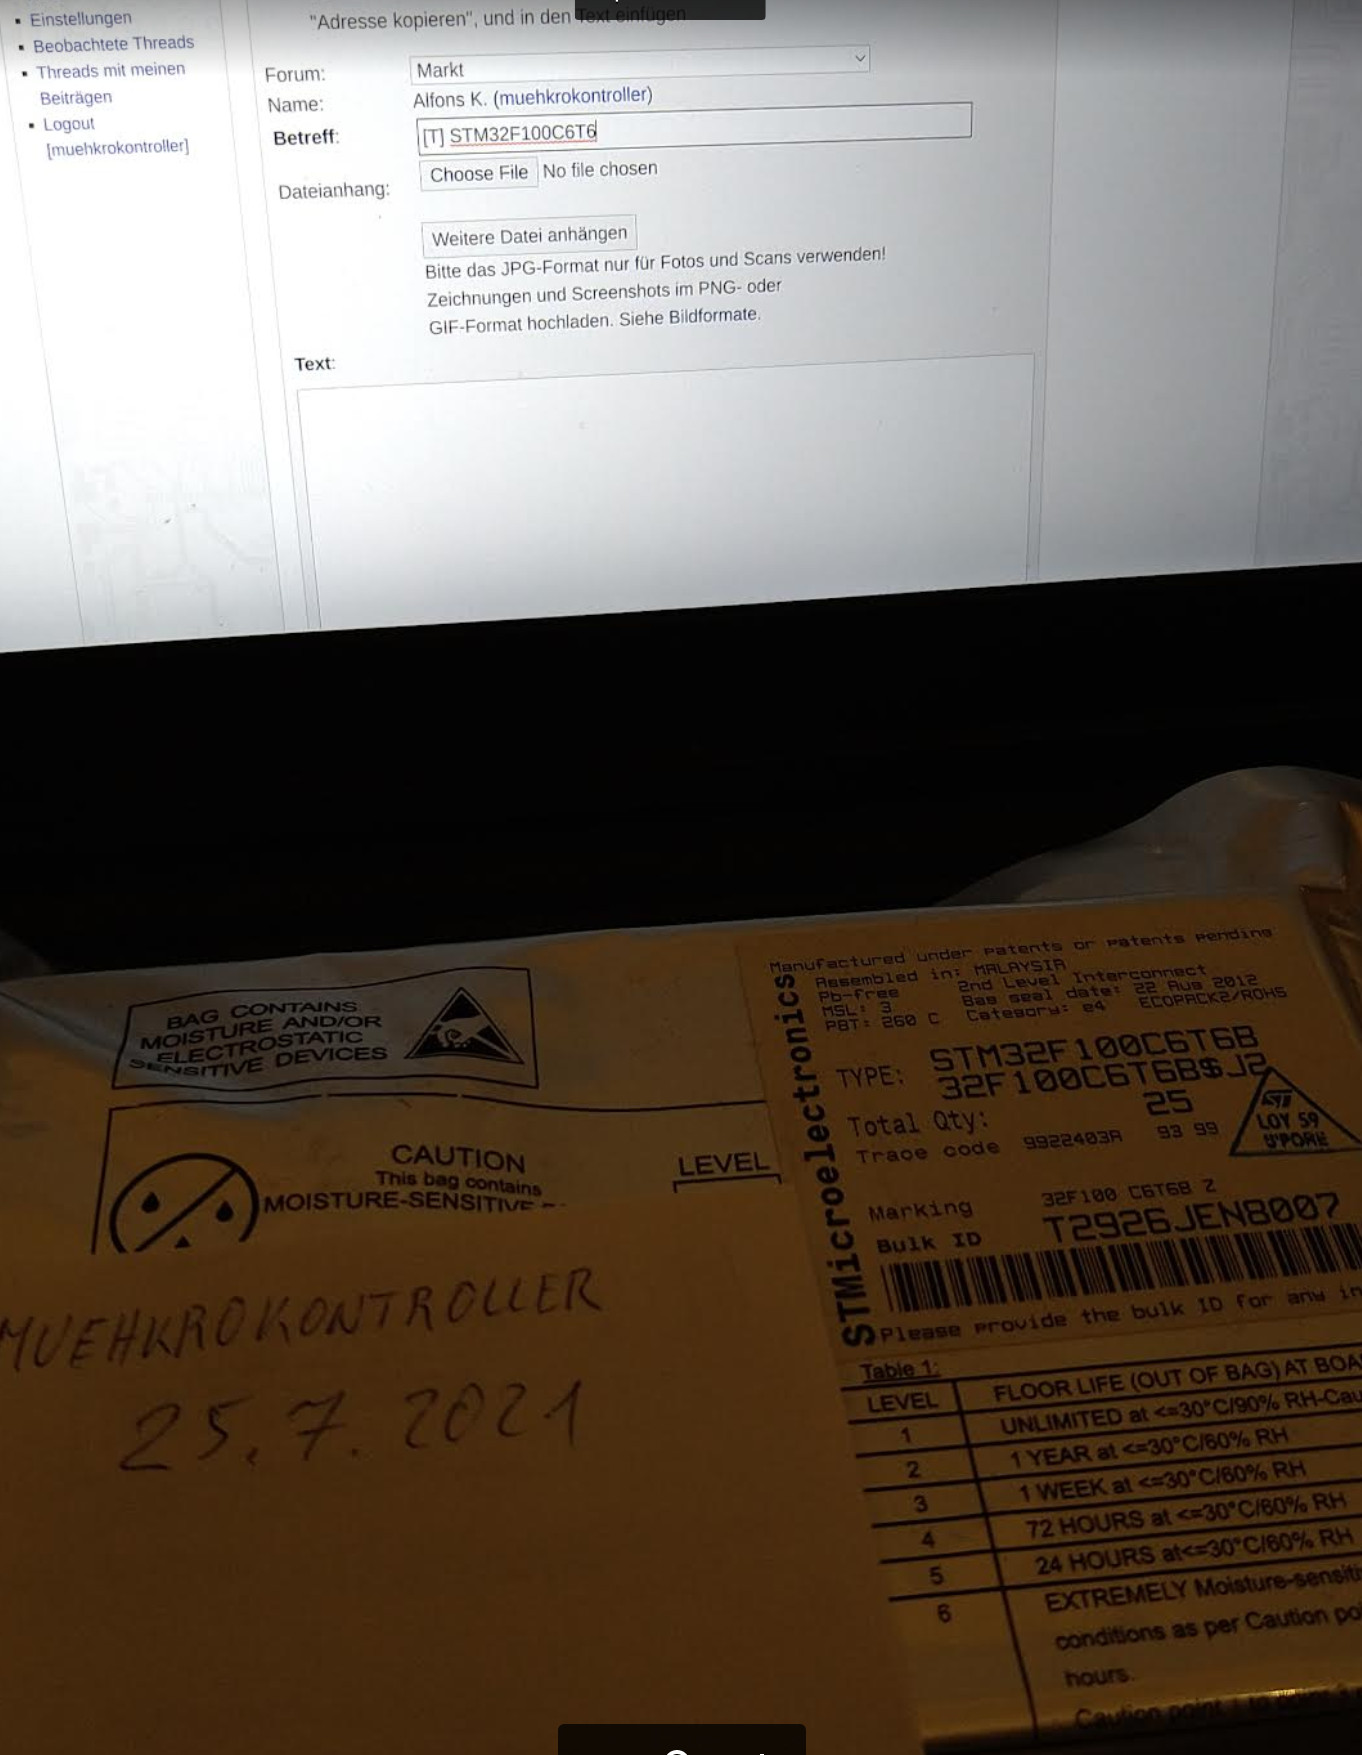 Einstellungen
Beobachtete Threads
Threads mit meinen
Beiträgen
Logout
[muehkrokontroller]
"Adresse kopieren", und in den Text einfügen
Forum: Markt
Name: Alfons K. (muehkrokontroller)
Betreff: [T] STM32F100C6T6
Dateianhang: Choose File No file chosen
Weitere Datei anhängen
Bitte das JPG-Format nur für Fotos und Scans verwenden!
Zeichnungen und Screenshots im PNG- oder
GIF-Format hochladen. Siehe Bildformate.
Text:
BAG CONTAINS
MOISTURE AND/OR
ELECTROSTATIC
SENSITIVE DEVICES
CAUTION
This bag contains
MOISTURE-SENSITIVE
LEVEL
MUEHKROKONTROLLER
25.7.2021
STMicroelectronics
Manufactured under patents or patents pending
Assembled in: MALAYSIA
Pb-free 2nd Level Interconnect
MSL: 3 Bag seal date: 22 Aug 2012
PBT: 260 C Category: e4 ECOPACK2/ROHS
TYPE: STM32F100C6T6B
32F100C6T6B$J2
Total Qty: 25
Trace code 9922403A 93 99
LOY 59
S'PORE
Marking 32F100 C6T6B Z
Bulk ID T2926JEN8007
Please provide the bulk ID for any
Table 1:
LEVEL FLOOR LIFE (OUT OF BAG) AT
1 UNLIMITED at <=30°C/90% RH
2 1 YEAR at <=30°C/60% RH
3 1 WEEK at <=30°C/60% RH
4 72 HOURS at <=30°C/60% RH
5 24 HOURS at<=30°C/60% RH
6 EXTREMELY Moisture-sensiti
conditions as per Caution
hours.
Caution point